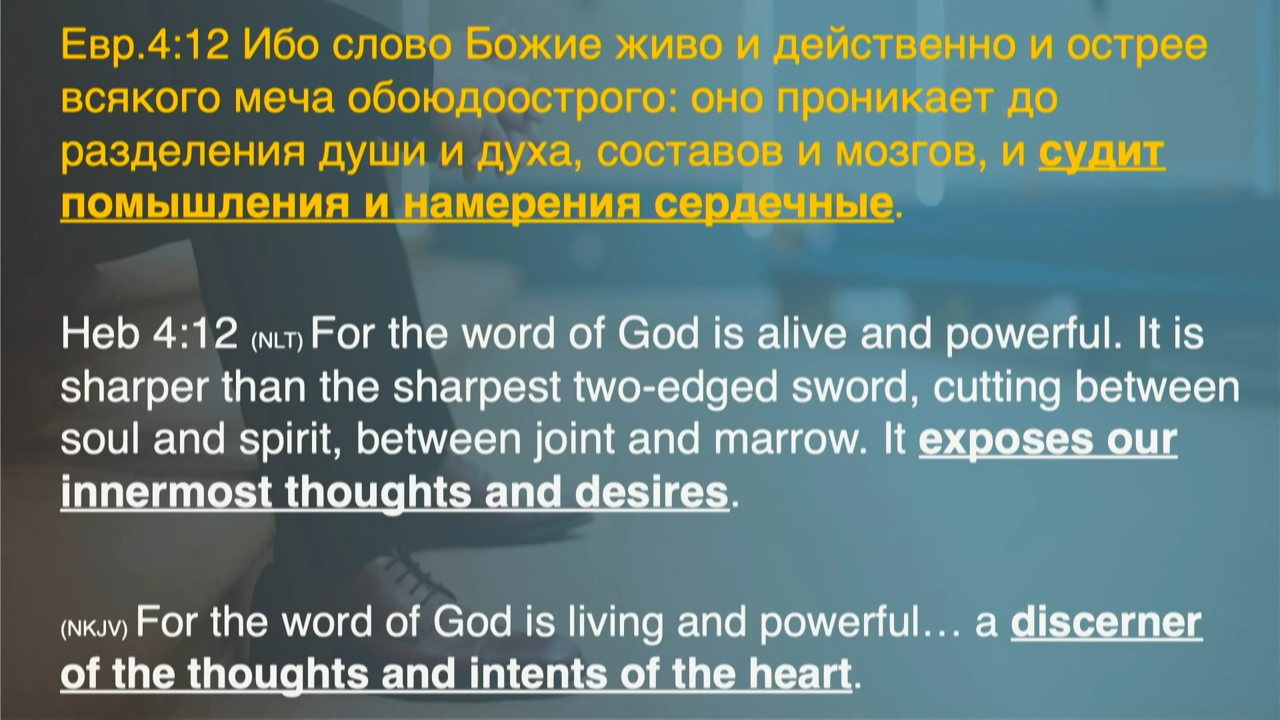 Евр.4:12 Ибо слово Божие живо и действенно и острее
всякого меча обоюдоострого: оно проникает до
разделения души и духа, составов и мозгов, и судит
помышления и намерения сердечные.
Heb 4:12 (NLT) For the word of God is alive and powerful. It is
sharper than the sharpest two-edged sword, cutting between
soul and spirit, between joint and marrow. It exposes our
innermost thoughts and desires.
(NKJV) For the word of God is living and powerful… a discerner
of the thoughts and intents of the heart.